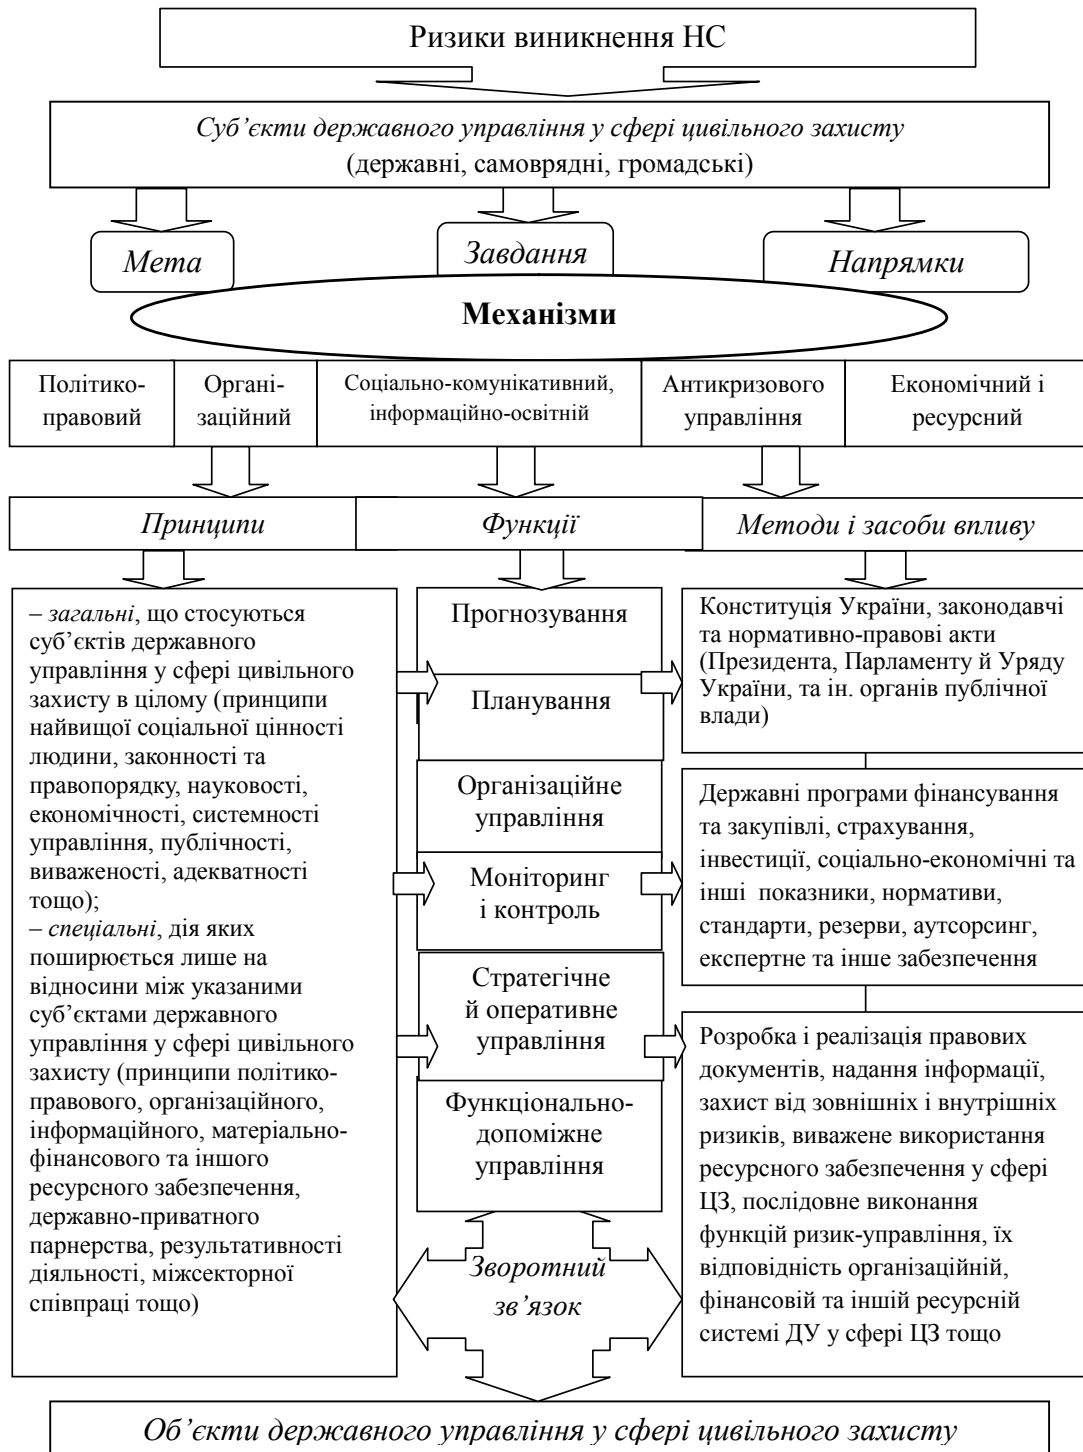 Ризики виникнення НС
Суб’єкти державного управління у сфері цивільного захисту
(державні, самоврядні, громадські)
Мета
Завдання
Напрямки
Механізми
Політико-
правовий
Органі-
заційний
Соціально-комунікативний,
інформаційно-освітній
Антикризового
управління
Економічний і
ресурсний
Принципи
Функції
Методи і засоби впливу
– загальні, що стосуються
суб’єктів державного
управління у сфері цивільного
захисту в цілому (принципи
найвищої соціальної цінності
людини, законності та
правопорядку, науковості,
економічності, системності
управління, публічності,
виваженості, адекватності
тощо);
– спеціальні, дія яких
поширюється лише на
відносини між указаними
суб’єктами державного
управління у сфері цивільного
захисту (принципи політико-
правового, організаційного,
інформаційного, матеріально-
фінансового та іншого
ресурсного забезпечення,
державно-приватного
парнерства, результативності
діяльності, міжсекторної
співпраці тощо)
Прогнозування
Планування
Організаційне
управління
Моніторинг
і контроль
Стратегічне
й оперативне
управління
Функціонально-
допоміжне
управління
Зворотний
зв’язок
Конституція України, законодавчі
та нормативно-правові акти
(Президента, Парламенту й Уряду
України, та ін. органів публічної
влади)
Державні програми фінансування
та закупівлі, страхування,
інвестиції, соціально-економічні та
інші показники, нормативи,
стандарти, резерви, аутсорсинг,
експертне та інше забезпечення
Розробка і реалізація правових
документів, надання інформації,
захист від зовнішніх і внутрішніх
ризиків, виважене використання
ресурсного забезпечення у сфері
ЦЗ, послідовне виконання
функцій ризик-управління, їх
відповідність організаційній,
фінансовій та іншій ресурсній
системі ДУ у сфері ЦЗ тощо
Об’єкти державного управління у сфері цивільного захисту